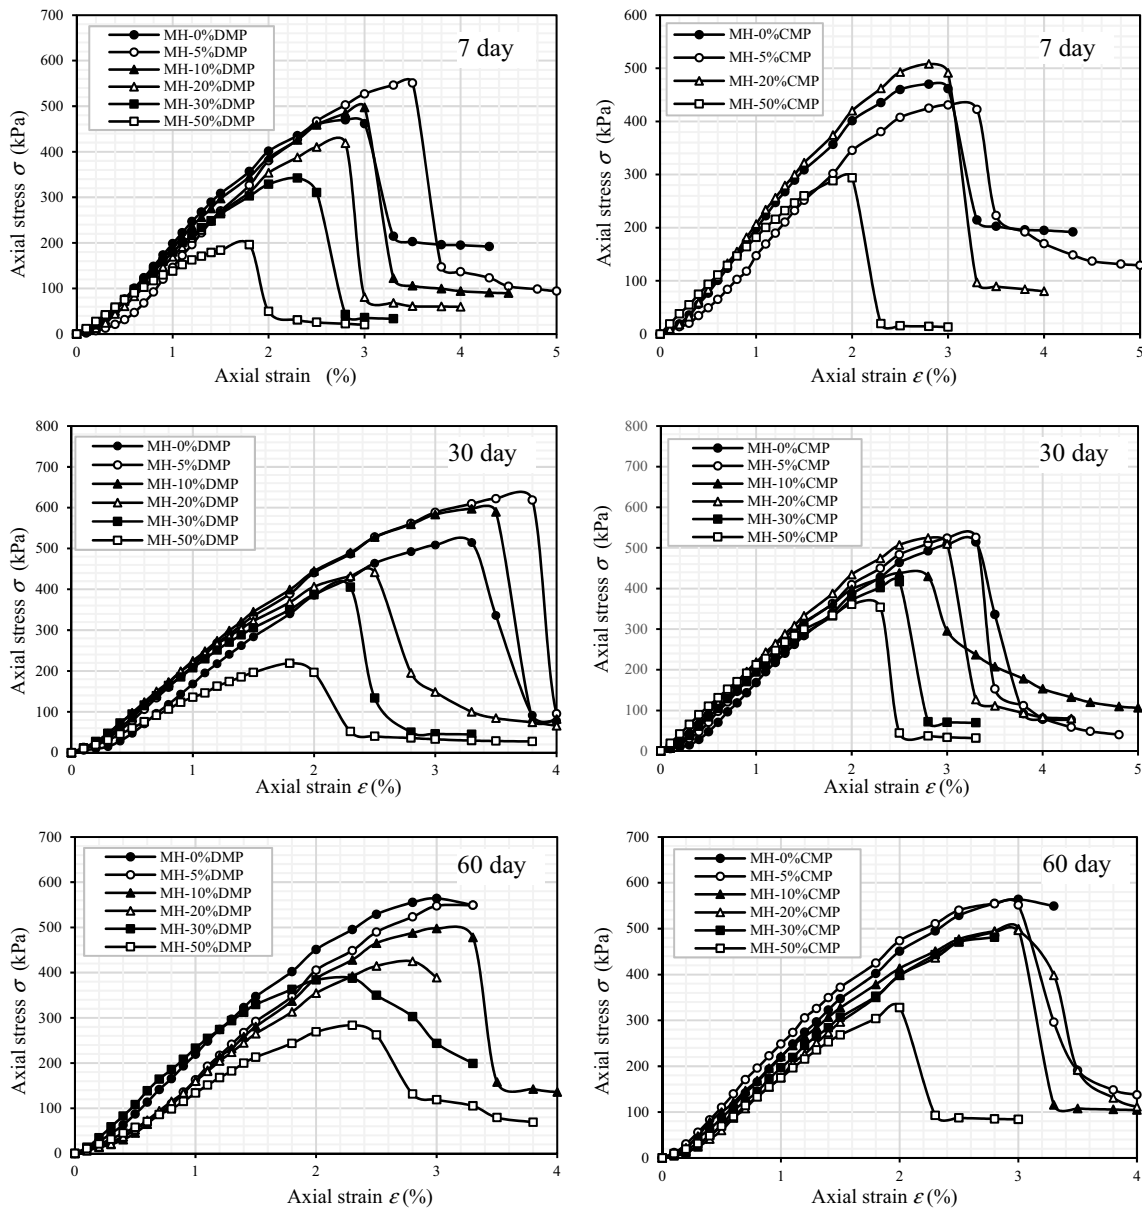 700
600
500
400
300
200
100
0
Axial stress σ (kPa)
MH-0%DMP
MH-5%DMP
MH-10%DMP
MH-20%DMP
MH-30%DMP
MH-50%DMP
7 day
0 1 2 3 4 5
Axial strain (%)
600
500
400
300
200
100
0
Axial stress σ (kPa)
MH-0%CMP
MH-5%CMP
MH-20%CMP
MH-50%CMP
7 day
0 1 2 3 4 5
Axial strain ε (%)
800
700
600
500
400
300
200
100
0
Axial stress σ (kPa)
MH-0%DMP
MH-5%DMP
MH-10%DMP
MH-20%DMP
MH-30%DMP
MH-50%DMP
30 day
0 1 2 3 4
Axial strain ε (%)
800
700
600
500
400
300
200
100
0
Axial stress σ (kPa)
MH-0%CMP
MH-5%CMP
MH-10%CMP
MH-20%CMP
MH-30%CMP
MH-50%CMP
30 day
0 1 2 3 4 5
Axial strain ε (%)
700
600
500
400
300
200
100
0
Axial stress σ (kPa)
MH-0%DMP
MH-5%DMP
MH-10%DMP
MH-20%DMP
MH-30%DMP
MH-50%DMP
60 day
0 1 2 3 4
Axial strain ε (%)
700
600
500
400
300
200
100
0
Axial stress σ (kPa)
MH-0%CMP
MH-5%CMP
MH-10%CMP
MH-20%CMP
MH-30%CMP
MH-50%CMP
60 day
0 1 2 3 4
Axial strain ε (%)